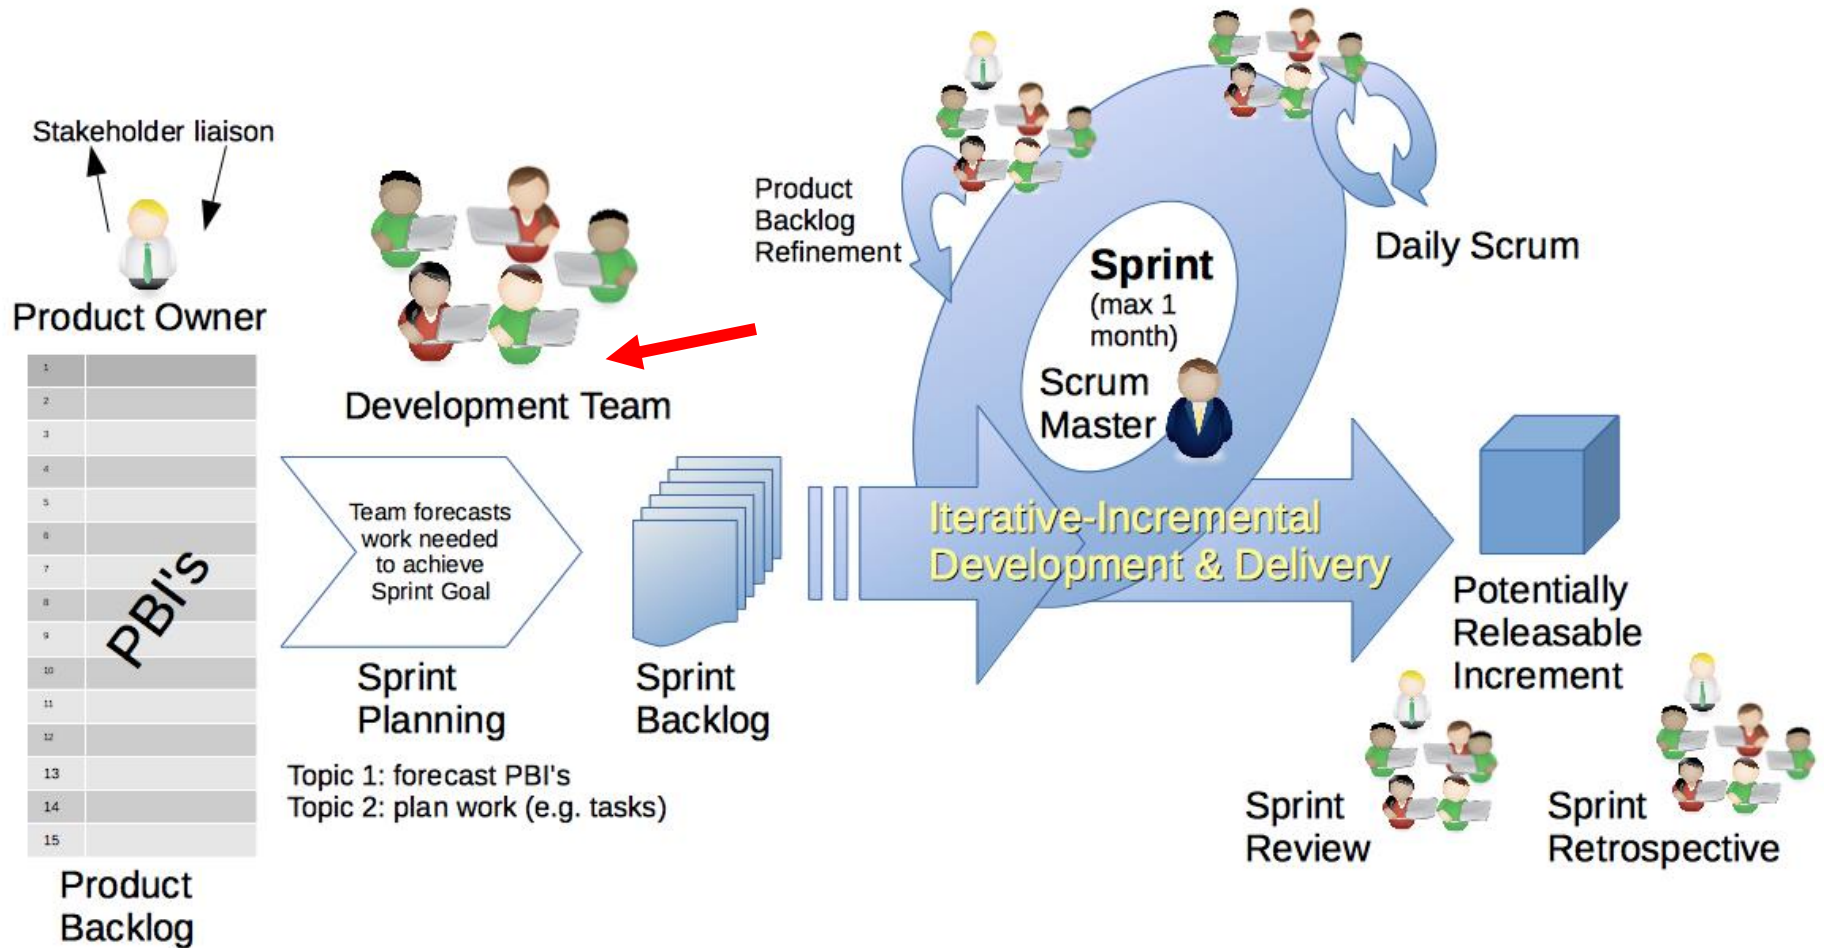 Stakeholder liaison
Product Owner
1
2
3
4
5
6
7
8
9
10
11
12
13
14
15
PBI's
Product
Backlog
Development Team
Team forecasts
work needed
to achieve
Sprint Goal
Sprint
Planning
Topic 1: forecast PBI's
Topic 2: plan work (e.g. tasks)
Sprint
Backlog
Product
Backlog
Refinement
Sprint
(max 1
month)
Scrum
Master
Daily Scrum
Iterative-Incremental
Development & Delivery
Potentially
Releasable
Increment
Sprint
Review
Sprint
Retrospective